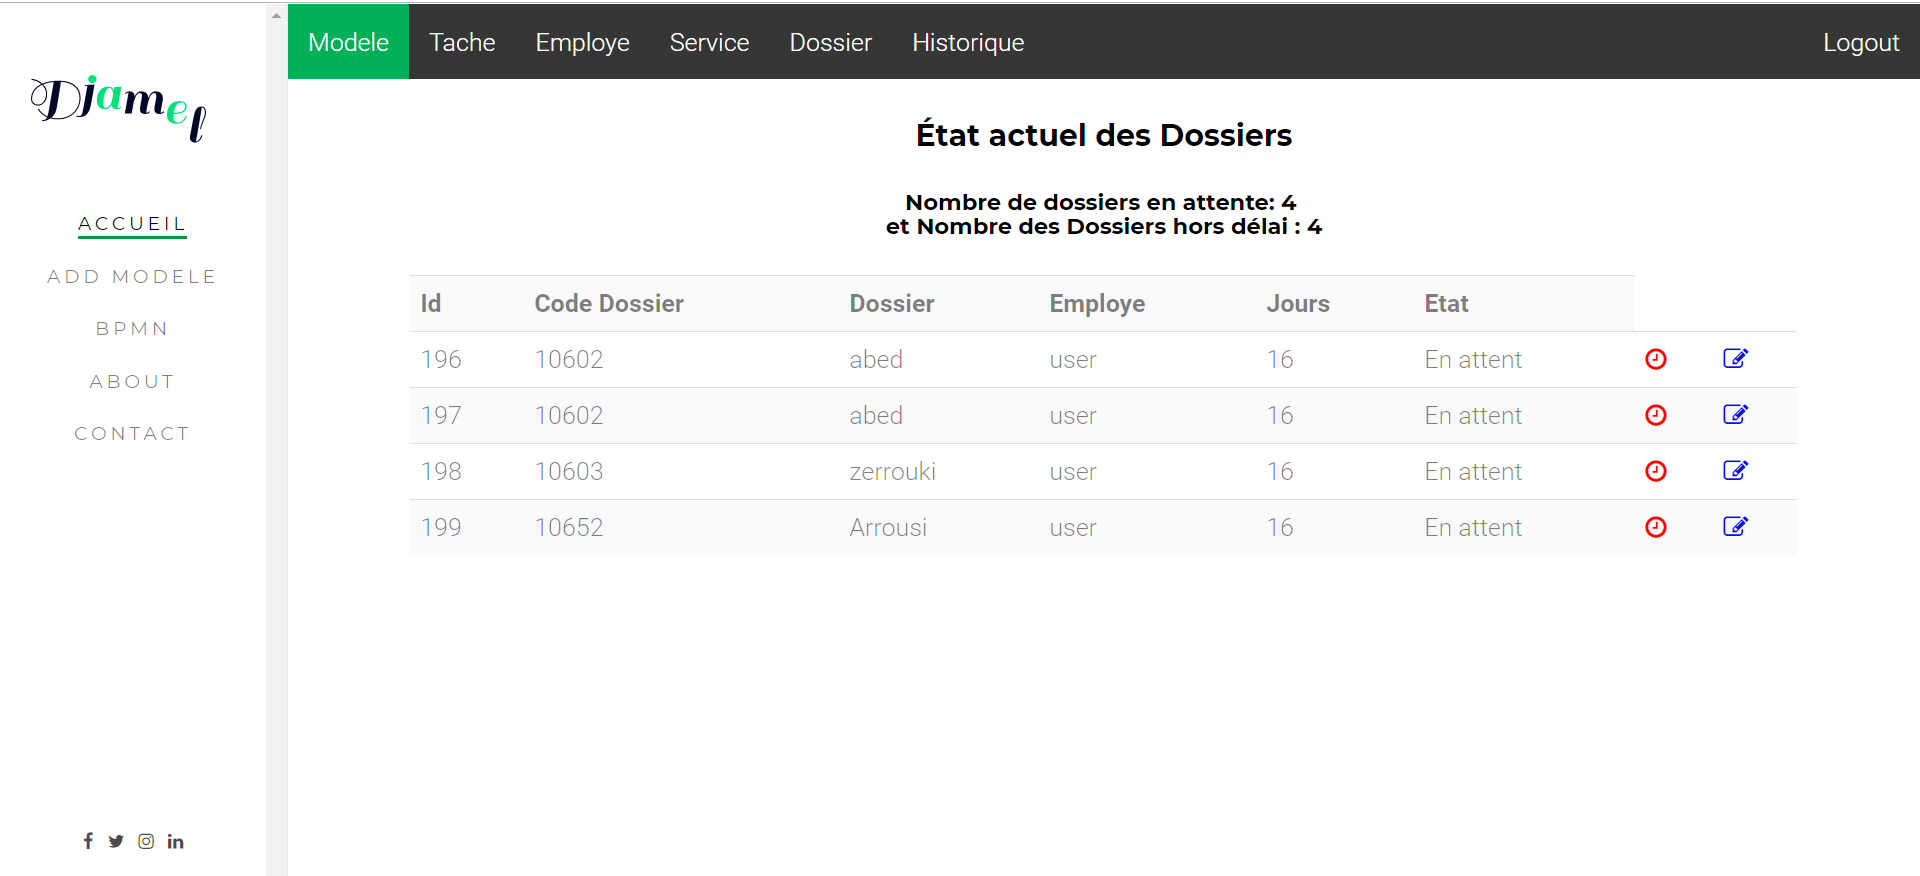 Djamel
ACCUEIL
ADD MODELE
BPMN
ABOUT
CONTACT
Modele Tache Employe Service Dossier Historique Logout
État actuel des Dossiers
Nombre de dossiers en attente: 4
et Nombre des Dossiers hors délai : 4
Id Code Dossier Dossier Employe Jours Etat
196 10602 abed user 16 En attent
197 10602 abed user 16 En attent
198 10603 zerrouki user 16 En attent
199 10652 Arrousi user 16 En attent